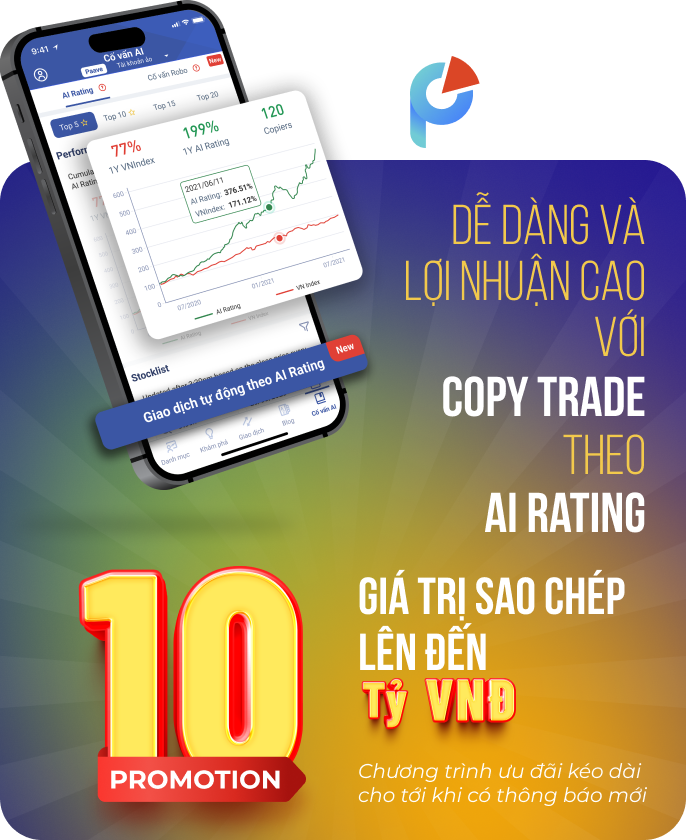 9:41
Cố vấn AI
Paave Tài khoản ảo
AI Rating
Cố vấn Robo
New
Top 5
Top 10
Top 15
Top 20
77%
1Y VNIndex
199%
1Y AI Rating
120
Copiers
600
500
400
300
200
100
0
2021/06/11
AI Rating: 376.51%
VNIndex: 171.12%
07/2020
01/2021
07/2021
AI Rating
VN Index
AI Rating
VN Index
Stocklist
New
Giao dịch tự động theo AI Rating
Danh mục
Khám phá
Giao dịch
Blog
Cố vấn AI
DỄ DÀNG VÀ
LỢI NHUẬN CAO
VỚI
COPY TRADE
THEO
AI RATING
10
PROMOTION
GIÁ TRỊ SAO CHÉP
LÊN ĐẾN
Tỷ VNĐ
Chương trình ưu đãi kéo dài
cho tới khi có thông báo mới